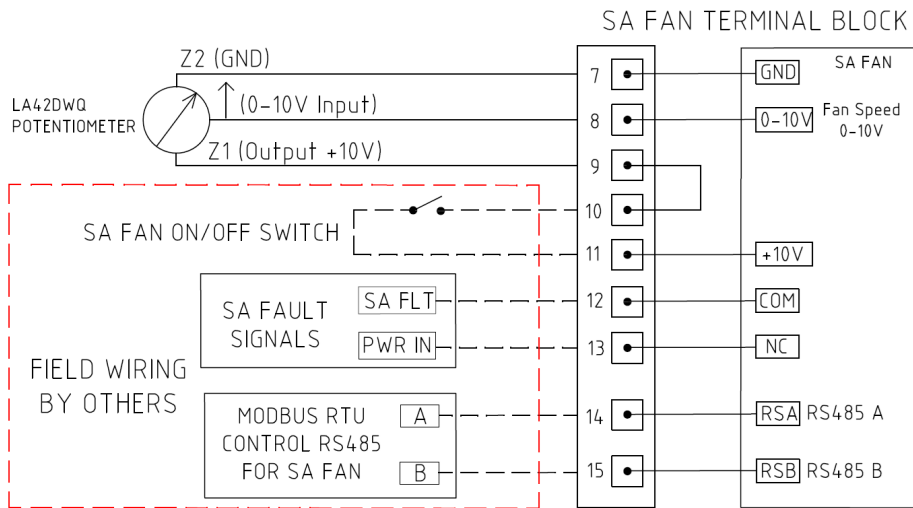 SA FAN TERMINAL BLOCK
Z2 (GND)
7
GND
SA FAN
LA42DWQ
POTENTIOMETER
(0-10V Input)
8
0-10V
Fan Speed
0-10V
Z1 (Output +10V)
9
10
SA FAN ON/OFF SWITCH
11
+10V
SA FAULT
SIGNALS
SA FLT
12
COM
PWR IN
13
NC
FIELD WIRING
BY OTHERS
MODBUS RTU
CONTROL RS485
FOR SA FAN
A
14
RSA
RS485 A
B
15
RSB
RS485 B